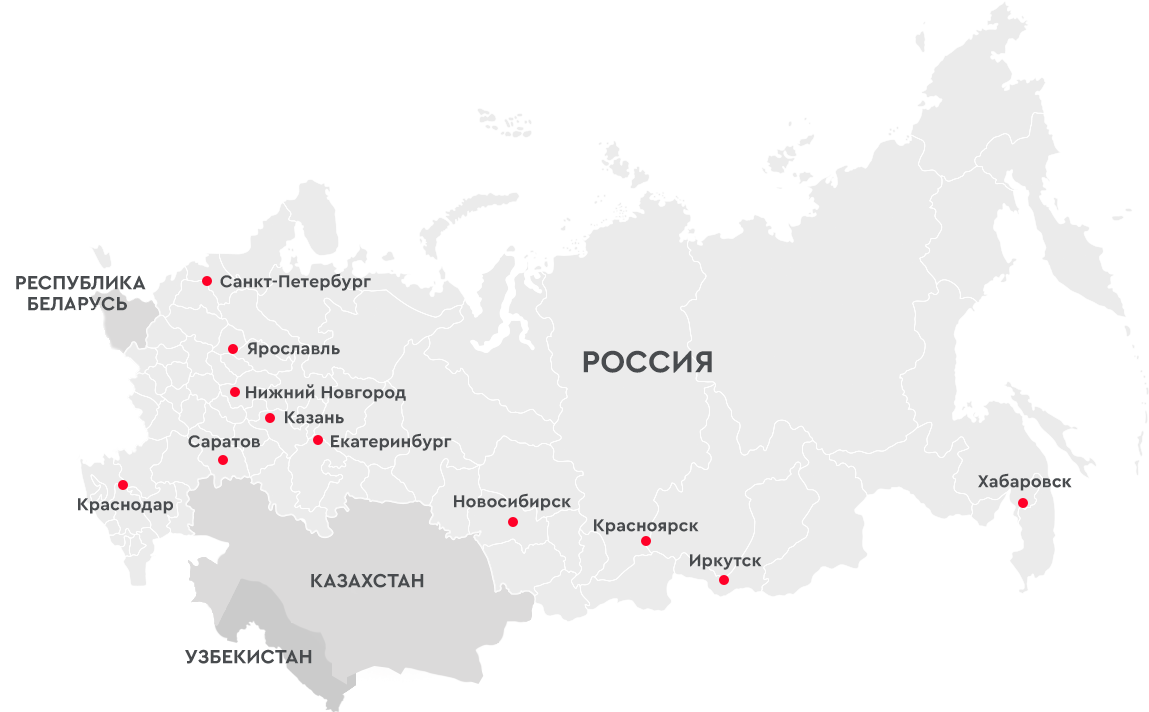 Санкт-Петербург
РЕСПУБЛИКА
БЕЛАРУСЬ
Ярославль
РОССИЯ
Нижний Новгород
Казань
Саратов
Екатеринбург
Хабаровск
Краснодар
Новосибирск
Красноярск
Иркутск
КАЗАХСТАН
УЗБЕКИСТАН